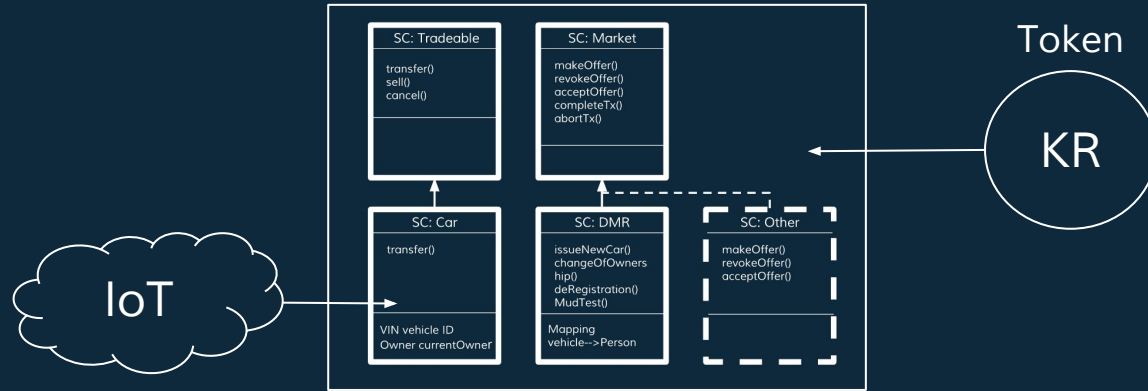 SC: Tradeable
transfer()
sell()
cancel()
SC: Market
makeOffer()
revokeOffer()
acceptOffer()
completeTx()
abortTx()
Token
KR
SC: Car
transfer()
VIN vehicle ID
Owner currentOwner
SC: DMR
issueNewCar()
changeOfOwners
hip()
deRegistration()
MudTest()
Mapping
vehicle-->Person
SC: Other
makeOffer()
revokeOffer()
acceptOffer()
IoT